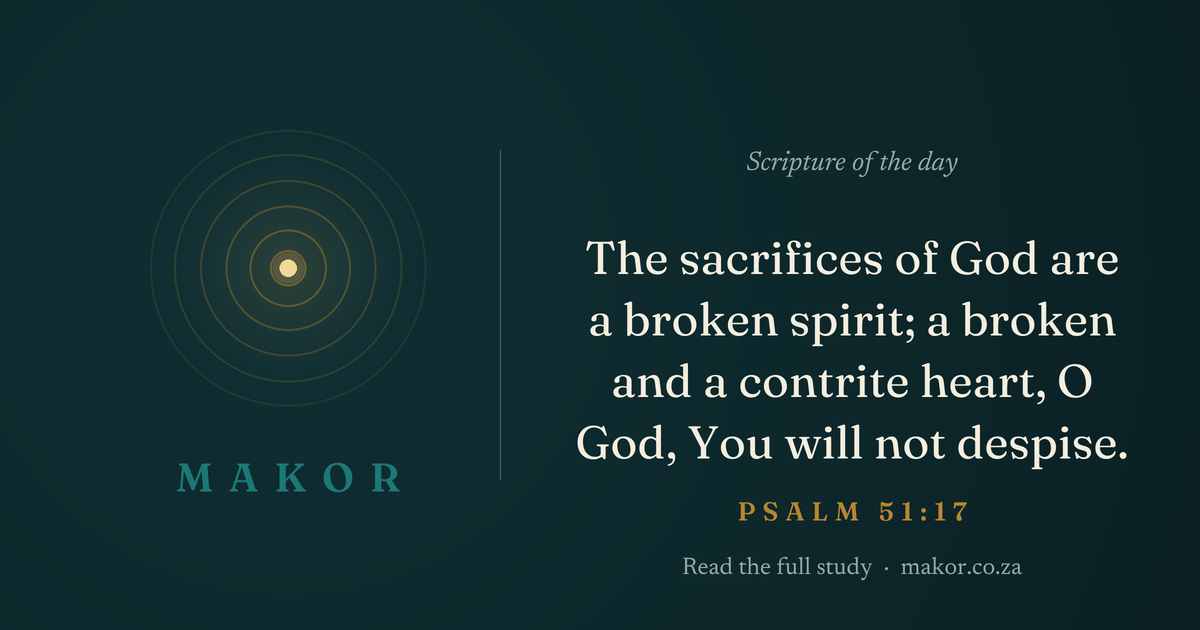 MAKOR
Scripture of the day
The sacrifices of God are
a broken spirit; a broken
and a contrite heart, O
God, You will not despise.
PSALM 51:17
Read the full study · makor.co.za